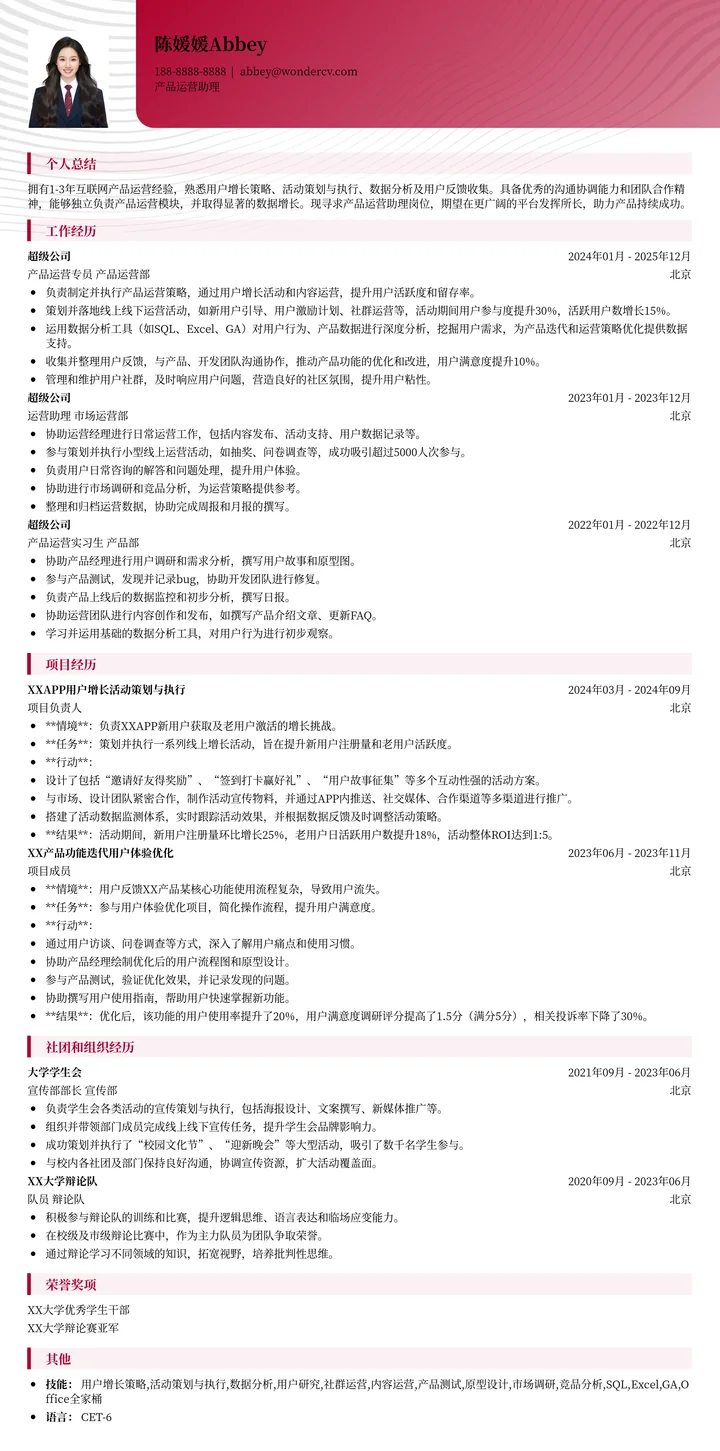 陈媛媛Abbey
188-8888-8888 | abbey@wondercv.com
产品运营助理
个人总结
拥有1-3年互联网产品运营经验，熟悉用户增长策略、活动策划与执行、数据分析及用户反馈收集。具备优秀的沟通协调能力和团队合作精
神，能够独立负责产品运营模块，并取得显著的数据增长。现寻求产品运营助理岗位，期望在更广阔的平台发挥所长，助力产品持续成功。
工作经历
超级公司 2024年01月 - 2025年12月
产品运营专员 产品运营部 北京
• 负责制定并执行产品运营策略，通过用户增长活动和内容运营，提升用户活跃度和留存率。
• 策划并落地线上线下运营活动，如新用户引导、用户激励计划、社群运营等，活动期间用户参与度提升30%，活跃用户数增长15%。
• 运用数据分析工具（如SQL、Excel、GA）对用户行为、产品数据进行深度分析，挖掘用户需求，为产品迭代和运营策略优化提供数据
支持。
• 收集并整理用户反馈，与产品、开发团队沟通协作，推动产品功能的优化和改进，用户满意度提升10%。
• 管理和维护用户社群，及时响应用户问题，营造良好的社区氛围，提升用户粘性。
超级公司 2023年01月 - 2023年12月
运营助理 市场运营部 北京
• 协助运营经理进行日常运营工作，包括内容发布、活动支持、用户数据记录等。
• 参与策划并执行小型线上运营活动，如抽奖、问卷调查等，成功吸引超过5000人次参与。
• 负责用户日常咨询的解答和问题处理，提升用户体验。
• 协助进行市场调研和竞品分析，为运营策略提供参考。
• 整理和归档运营数据，协助完成周报和月报的撰写。
超级公司 2022年01月 - 2022年12月
产品运营实习生 产品部 北京
• 协助产品经理进行用户调研和需求分析，撰写用户故事和原型图。
• 参与产品测试，发现并记录bug，协助开发团队进行修复。
• 负责产品上线后的数据监控和初步分析，撰写日报。
• 协助运营团队进行内容创作和发布，如撰写产品介绍文章、更新FAQ。
• 学习并运用基础的数据分析工具，对用户行为进行初步观察。
项目经历
XXAPP用户增长活动策划与执行 2024年03月 - 2024年09月
项目负责人 北京
• **情境**：负责XXAPP新用户获取及老用户激活的增长挑战。
• **任务**：策划并执行一系列线上增长活动，旨在提升新用户注册量和老用户活跃度。
• **行动**：
• 设计了包括“邀请好友得奖励”、“签到打卡赢好礼”、“用户故事征集”等多个互动性强的活动方案。
• 与市场、设计团队紧密合作，制作活动宣传物料，并通过APP内推送、社交媒体、合作渠道等多渠道进行推广。
• 搭建了活动数据监测体系，实时跟踪活动效果，并根据数据反馈及时调整活动策略。
• **结果**：活动期间，新用户注册量环比增长25%，老用户日活跃用户数提升18%，活动整体ROI达到1:5。
XX产品功能迭代用户体验优化 2023年06月 - 2023年11月
项目成员 北京
• **情境**：用户反馈XX产品某核心功能使用流程复杂，导致用户流失。
• **任务**：参与用户体验优化项目，简化操作流程，提升用户满意度。
• **行动**：
• 通过用户访谈、问卷调查等方式，深入了解用户痛点和使用习惯。
• 协助产品经理绘制优化后的用户流程图和原型设计。
• 参与产品测试，验证优化效果，并记录发现的问题。
• 协助撰写用户使用指南，帮助用户快速掌握新功能。
• **结果**：优化后，该功能的用户使用率提升了20%，用户满意度调研评分提高了1.5分（满分5分），相关投诉率下降了30%。
社团和组织经历
大学学生会 2021年09月 - 2023年06月
宣传部部长 宣传部 北京
• 负责学生会各类活动的宣传策划与执行，包括海报设计、文案撰写、新媒体推广等。
• 组织并带领部门成员完成线上线下宣传任务，提升学生会品牌影响力。
• 成功策划并执行了“校园文化节”、“迎新晚会”等大型活动，吸引了数千名学生参与。
• 与校内各社团及部门保持良好沟通，协调宣传资源，扩大活动覆盖面。
XX大学辩论队 2020年09月 - 2023年06月
队员 辩论队 北京
• 积极参与辩论队的训练和比赛，提升逻辑思维、语言表达和临场应变能力。
• 在校级及市级辩论比赛中，作为主力队员为团队争取荣誉。
• 通过辩论学习不同领域的知识，拓宽视野，培养批判性思维。
荣誉奖项
XX大学优秀学生干部
XX大学辩论赛亚军
其他
• 技能： 用户增长策略,活动策划与执行,数据分析,用户研究,社群运营,内容运营,产品测试,原型设计,市场调研,竞品分析,SQL,Excel,GA,O
ffice全家桶
• 语言： CET-6